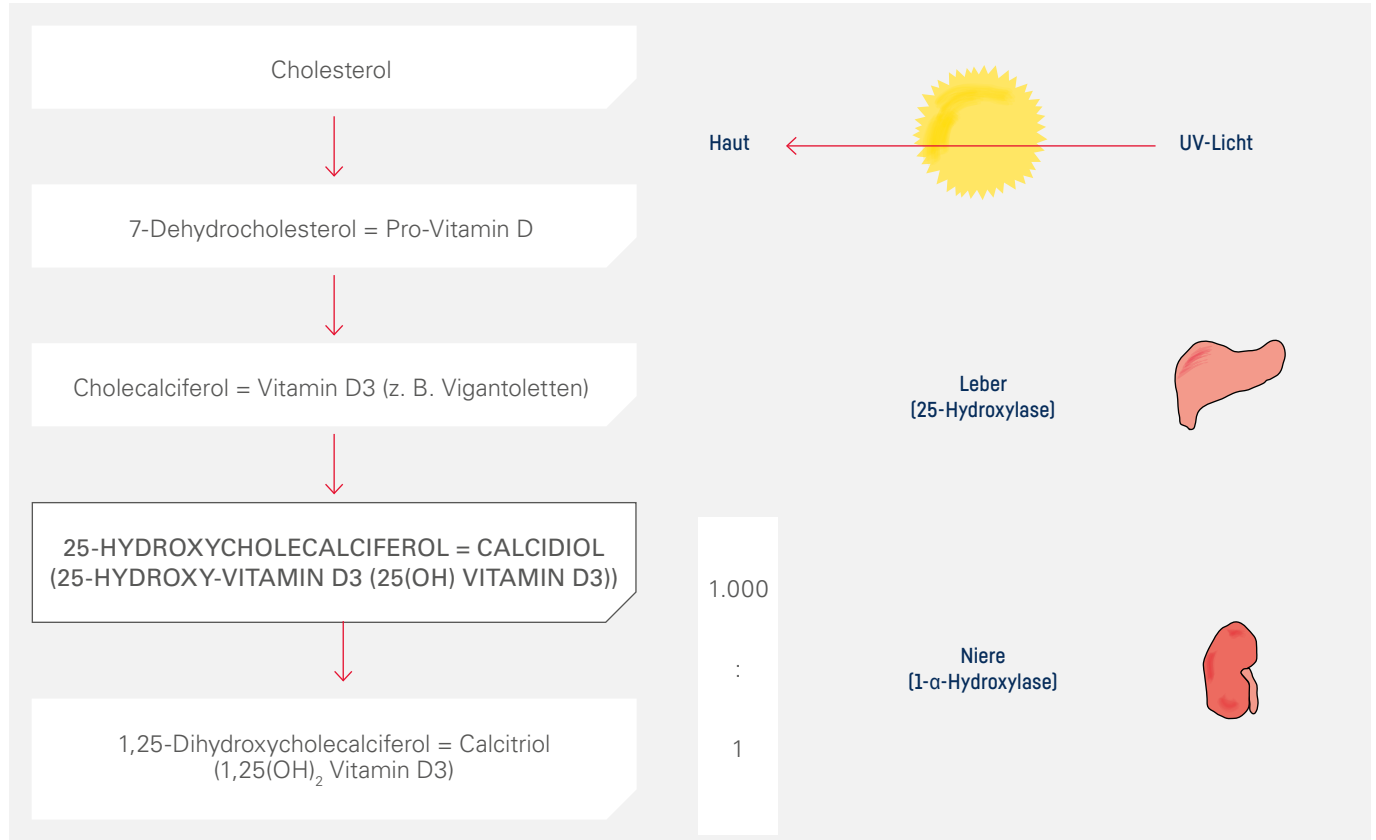 Cholesterol
Haut
UV-Licht
7-Dehydrocholesterol = Pro-Vitamin D
Cholecalciferol = Vitamin D3 (z. B. Vigantoletten)
Leber
(25-Hydroxylase)
25-HYDROXYCHOLECALCIFEROL = CALCIDIOL
(25-HYDROXY-VITAMIN D3 (25(OH) VITAMIN D3))
1.000
:
1
Niere
(1-α-Hydroxylase)
1,25-Dihydroxycholecalciferol = Calcitriol
(1,25(OH)₂ Vitamin D3)